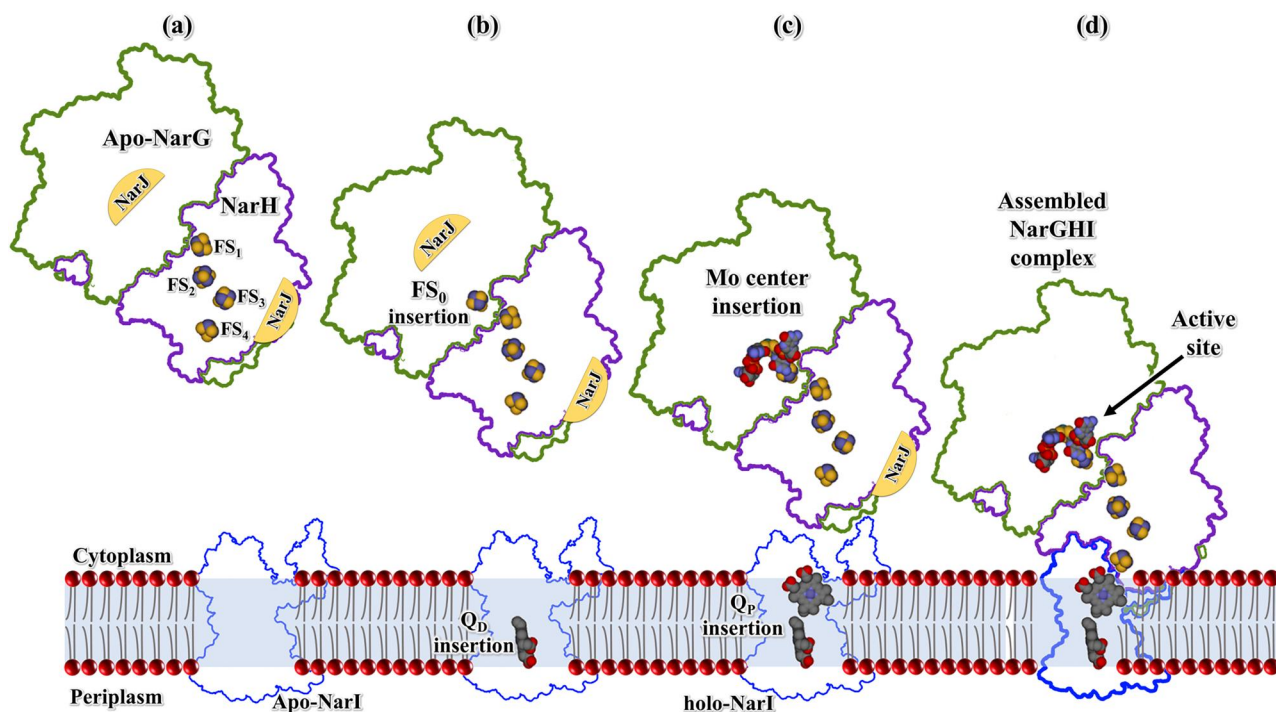 (a)
(b)
(c)
(d)
Apo-NarG
NarJ
NarH
FS1
FS2
FS3
FS4
NarJ
NarJ
FS0
insertion
NarJ
Mo center
insertion
NarJ
Assembled
NarGHI
complex
Active
site
Cytoplasm
Periplasm
Apo-NarI
QD
insertion
QP
insertion
holo-NarI